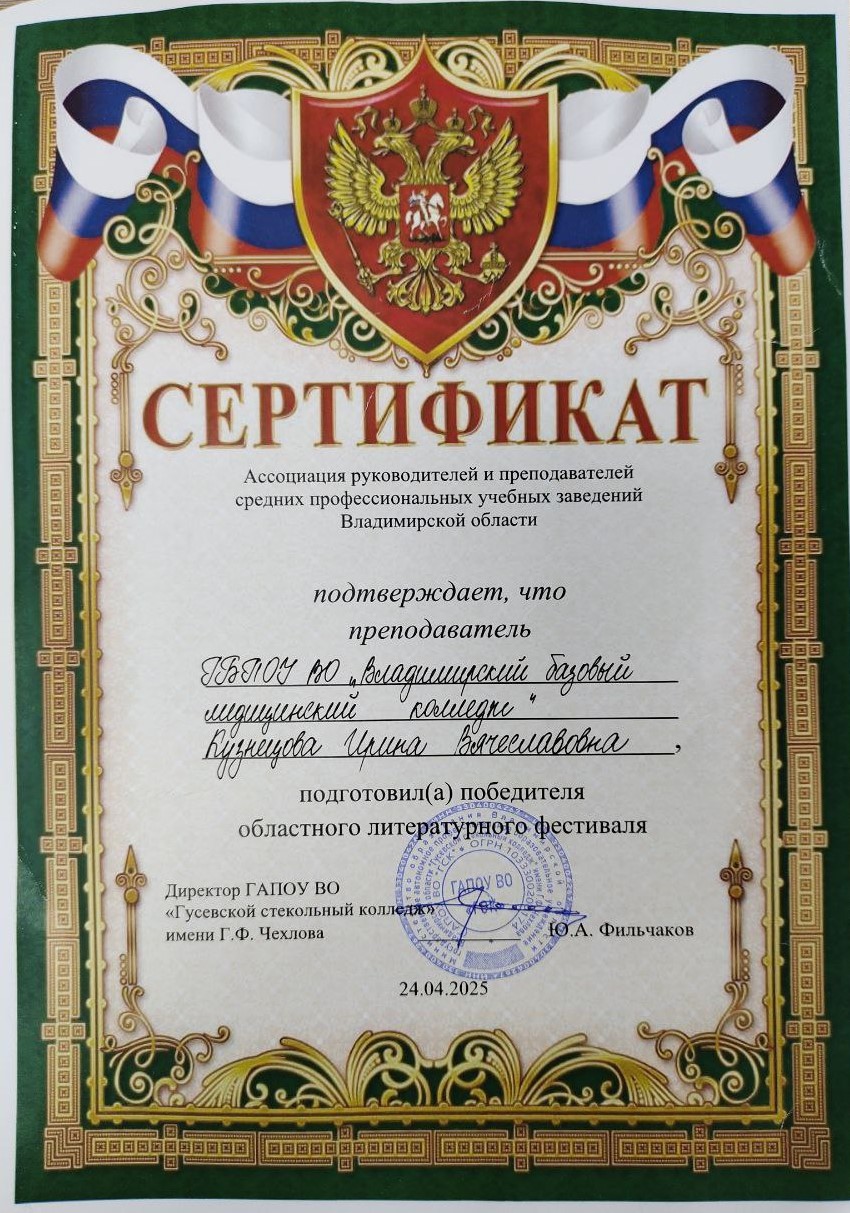 СЕРТИФИКАТ
Ассоциация руководителей и преподавателей
средних профессиональных учебных заведений
Владимирской области
подтверждает, что
преподаватель
ГБПОУ ВО „Владимирский базовый
медицинский колледж"
Кузнецова Ирина Вячеславовна,
подготовил(а) победителя
областного литературного фестиваля
Директор ГАПОУ ВО
«Гусевской стекольный колледж»
имени Г.Ф. Чехлова
Ю.А. Фильчаков
ГАПОУ ВО
24.04.2025